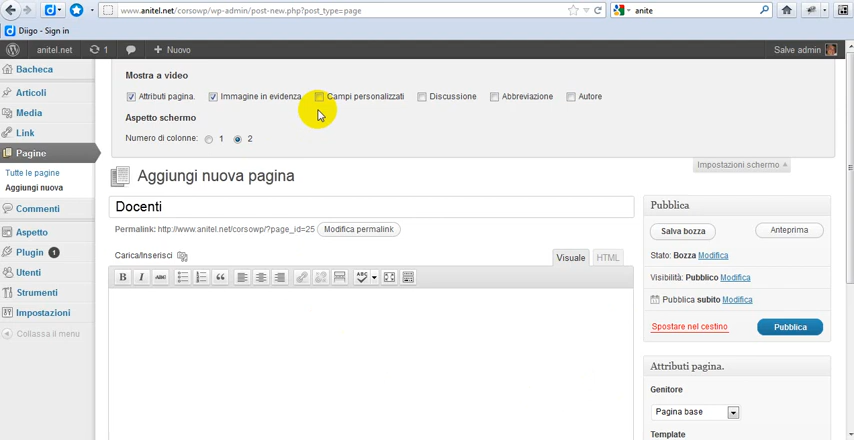 www.anitel.net/corsowp/wp-admin/post-new.php?post_type=page
anite
Diigo - Sign in
anitel.net 1 + Nuovo Salve admin
Bacheca
Articoli
Media
Link
Pagine
Tutte le pagine
Aggiungi nuova
Commenti
Aspetto
Plugin 1
Utenti
Strumenti
Impostazioni
Collassa il menu
Mostra a video
Attributi pagina. Immagine in evidenza Campi personalizzati Discussione Abbreviazione Autore
Aspetto schermo
Numero di colonne: 1 2
Impostazioni schermo
Aggiungi nuova pagina
Docenti
Permalink: http://www.anitel.net/corsowp/?page_id=25 Modifica permalink
Carica/Inserisci
Visuale HTML
B I ABC
ABC
Pubblica
Salva bozza Anteprima
Stato: Bozza Modifica
Visibilità: Pubblico Modifica
Pubblica subito Modifica
Spostare nel cestino Pubblica
Attributi pagina.
Genitore
Pagina base
Template